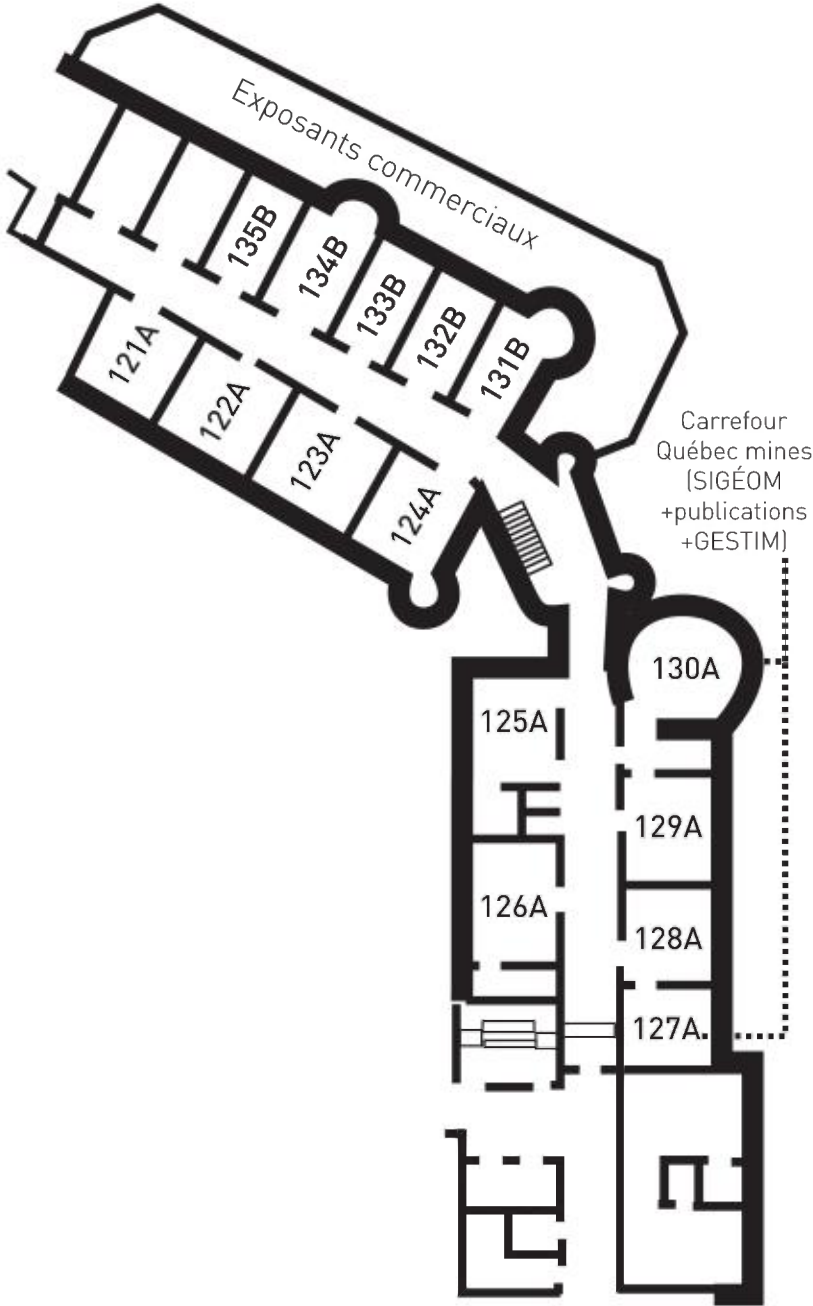 Exposants commerciaux
135B
134B
133B
132B
131B
121A
122A
123A
124A
Carrefour
Québec mines
(SIGÉOM
+publications
+GESTIM)
130A
125A
129A
126A
128A
127A